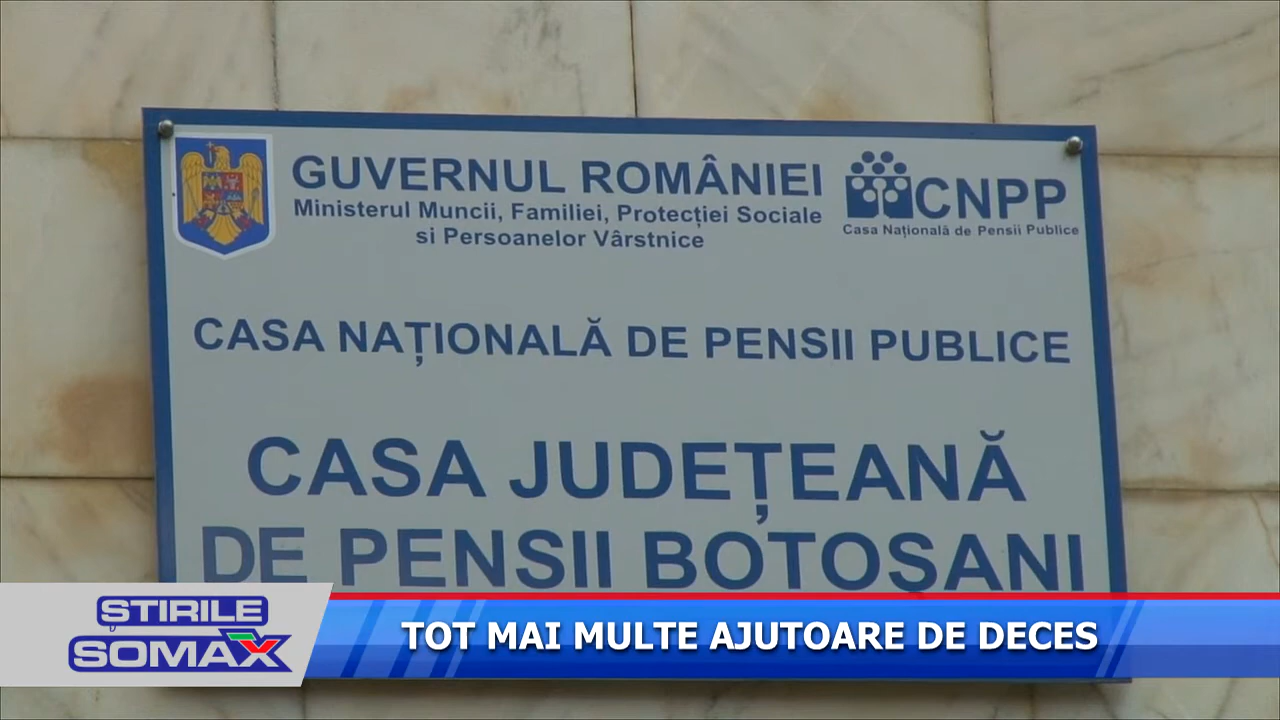 GUVERNUL ROMÂNIEI
Ministerul Muncii, Familiei, Protecției Sociale
si Persoanelor Vârstnice
CNPP
Casa Națională de Pensii Publice
CASA NAȚIONALĂ DE PENSII PUBLICE
CASA JUDEȚEANĂ
DE PENSII BOTOSANI
ȘTIRILE
SOMAX
TOT MAI MULTE AJUTOARE DE DECES